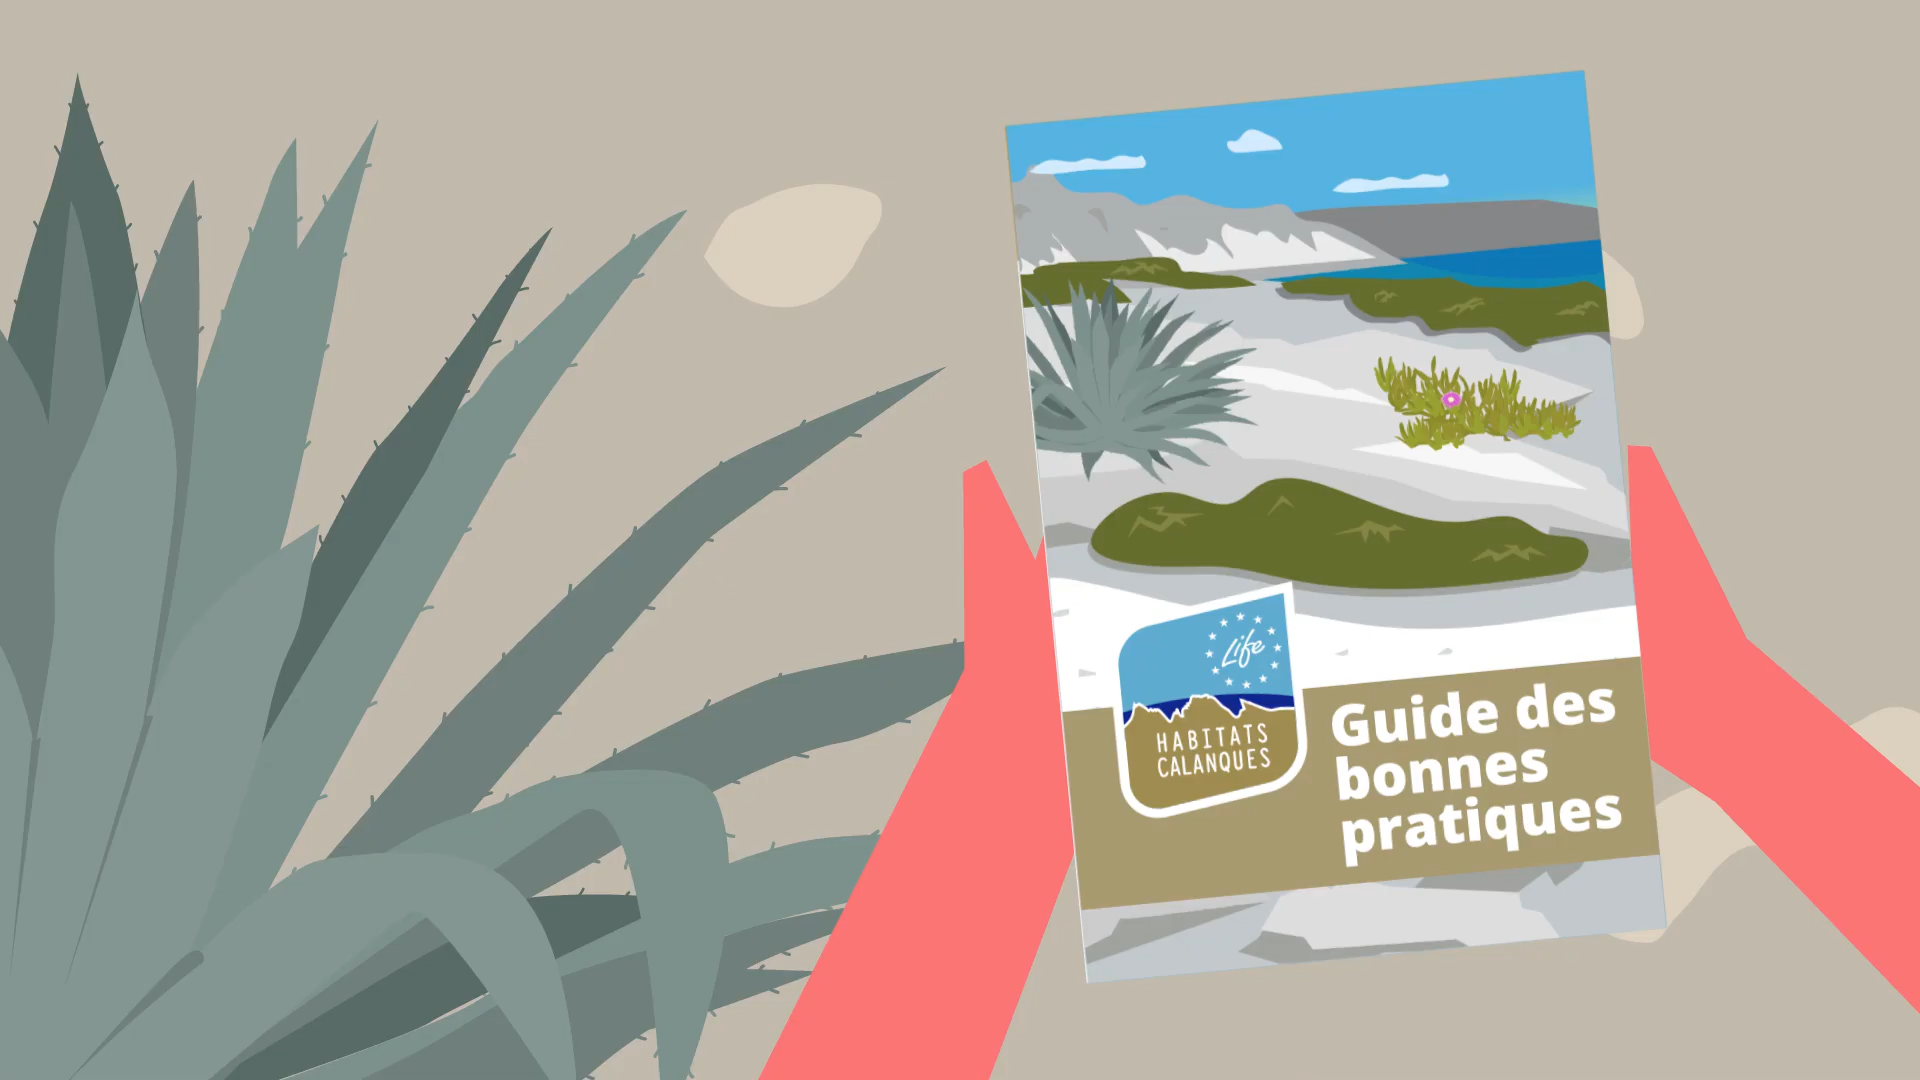 Life
HABITATS
CALANQUES
Guide des
bonnes
pratiques